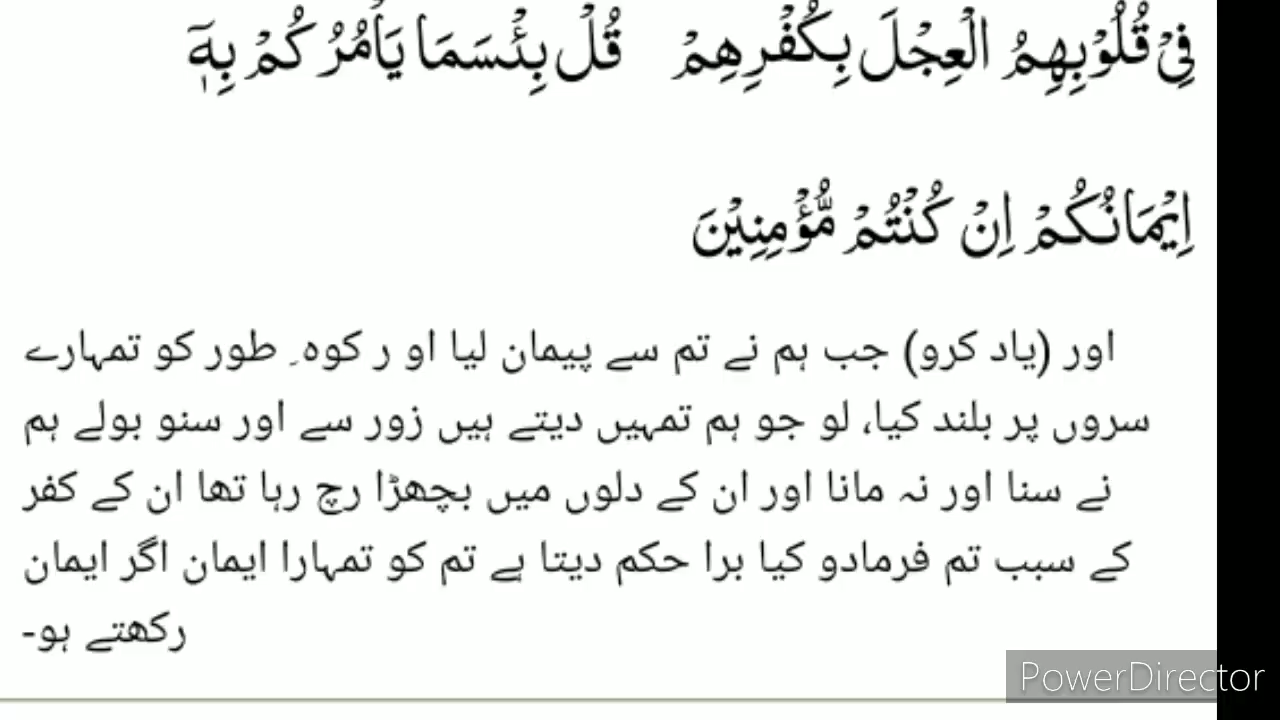 فِیْ قُلُوْبِهِمُ الْعِجْلَ بِكُفْرِهِمْ قُلْ بِئْسَمَا یَاْمُرُكُمْ بِهٖۤ
اِیْمَانُكُمْ اِنْ كُنْتُمْ مُّؤْمِنِیْنَ
اور (یاد کرو) جب ہم نے تم سے پیمان لیا او ر کوہ ِ طور کو تمہارے
سروں پر بلند کیا، لو جو ہم تمہیں دیتے ہیں زور سے اور سنو بولے ہم
نے سنا اور نہ مانا اور ان کے دلوں میں بچھڑا رچ رہا تھا ان کے کفر
کے سبب تم فرمادو کیا برا حکم دیتا ہے تم کو تمہارا ایمان اگر ایمان
رکھتے ہو-
PowerDirector